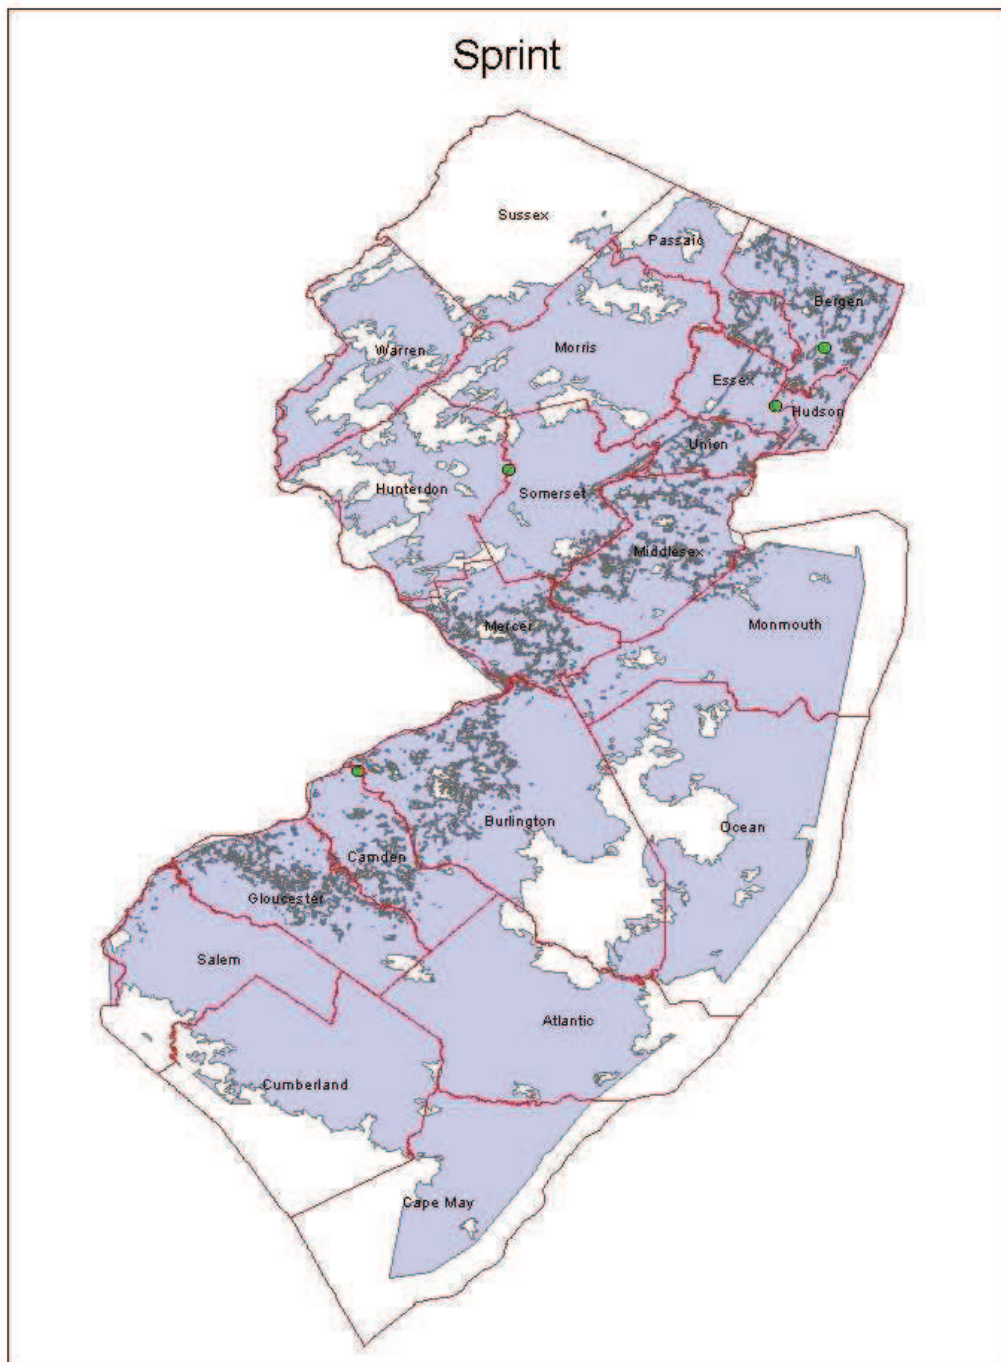 Sprint
Sussex
Passaic
Bergen
Warren
Morris
Essex
Hudson
Union
Hunterdon
Somerset
Middlesex
Mercer
Monmouth
Burlington
Ocean
Camden
Gloucester
Salem
Atlantic
Cumberland
Cape May